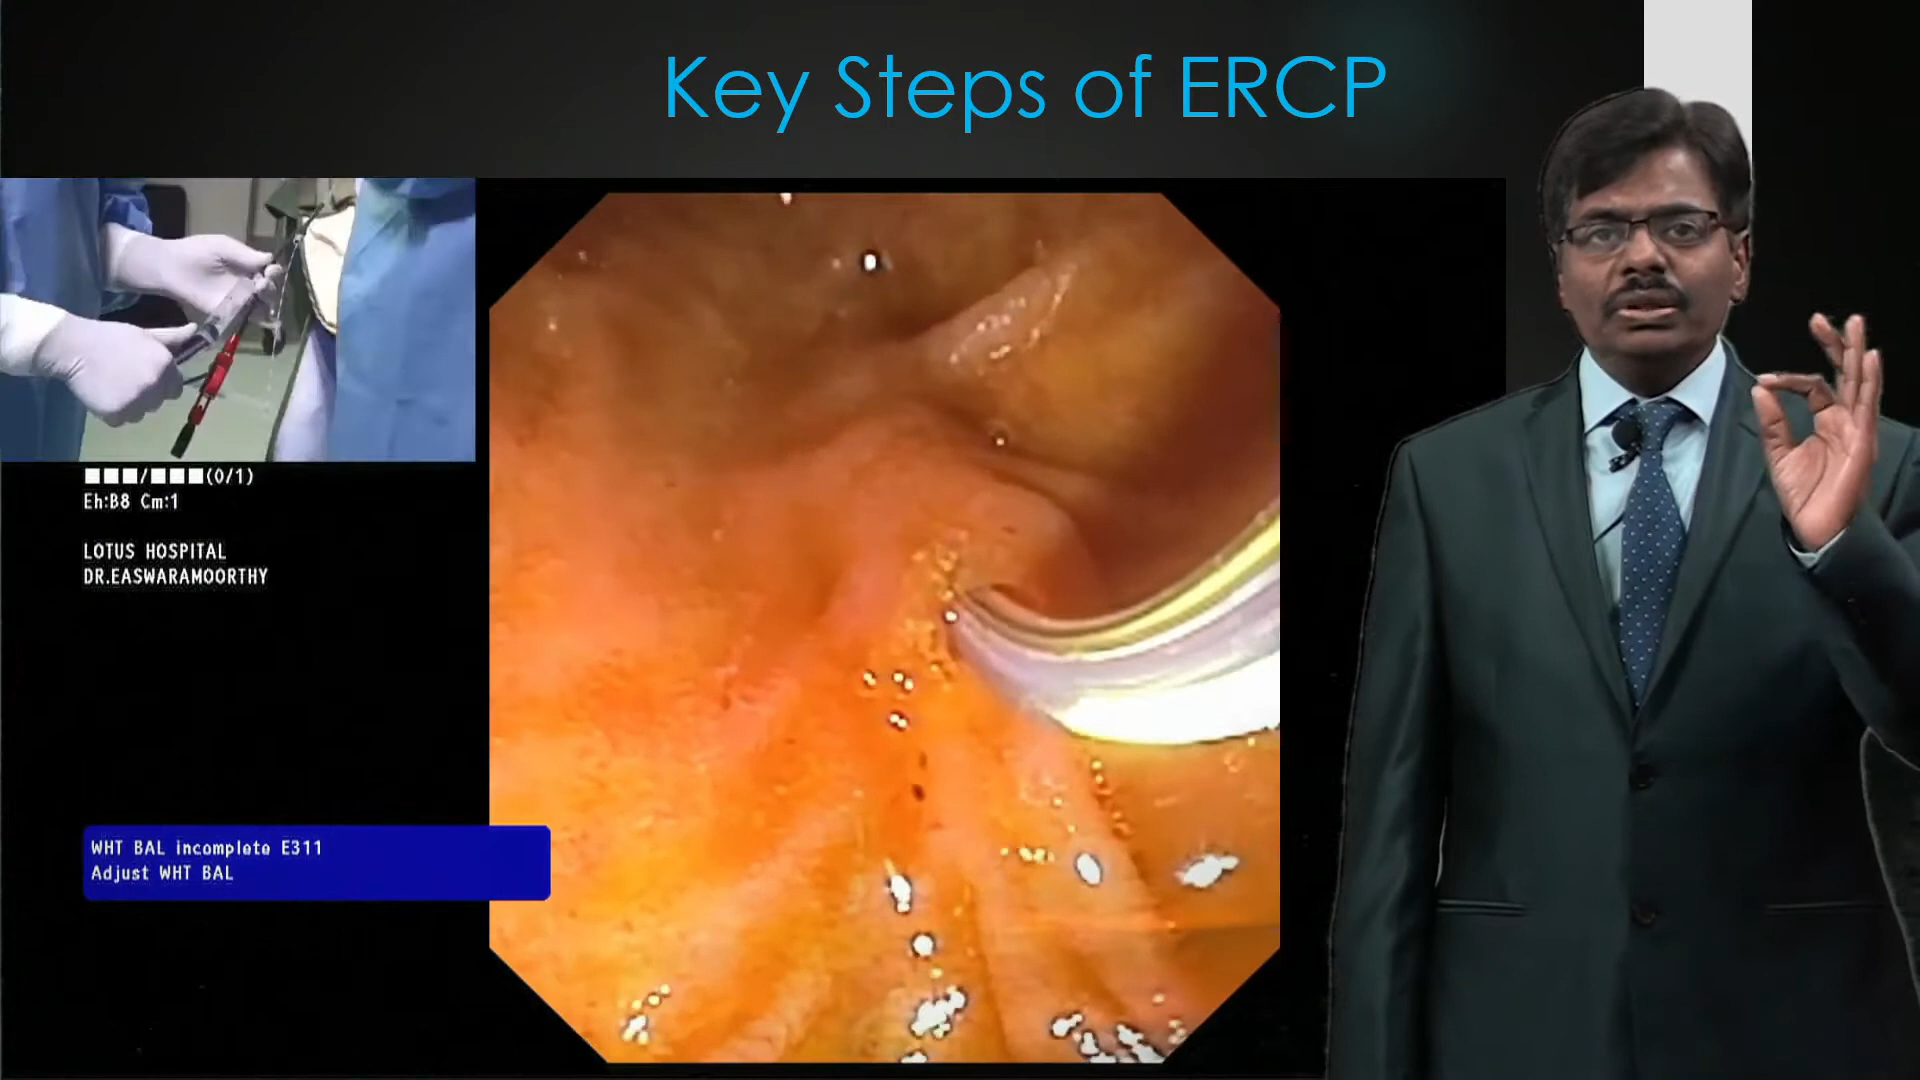 Key Steps of ERCP
■■■/■■■(0/1)
Eh:B8 Cm:1
LOTUS HOSPITAL
DR.EASWARAMOORTHY
WHT BAL incomplete E311
Adjust WHT BAL